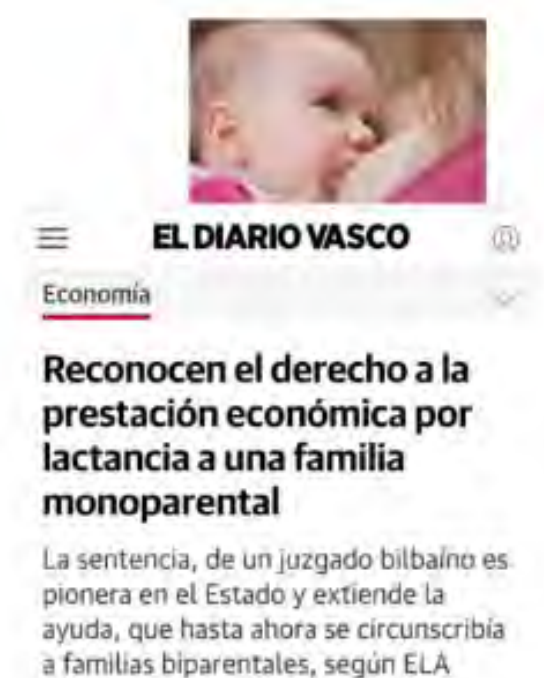 EL DIARIO VASCO
Economía
Reconocen el derecho a la
prestación económica por
lactancia a una familia
monoparental
La sentencia, de un juzgado bilbaíno es
pionera en el Estado y extiende la
ayuda, que hasta ahora se circunscribía
a familias biparentales, según ELA